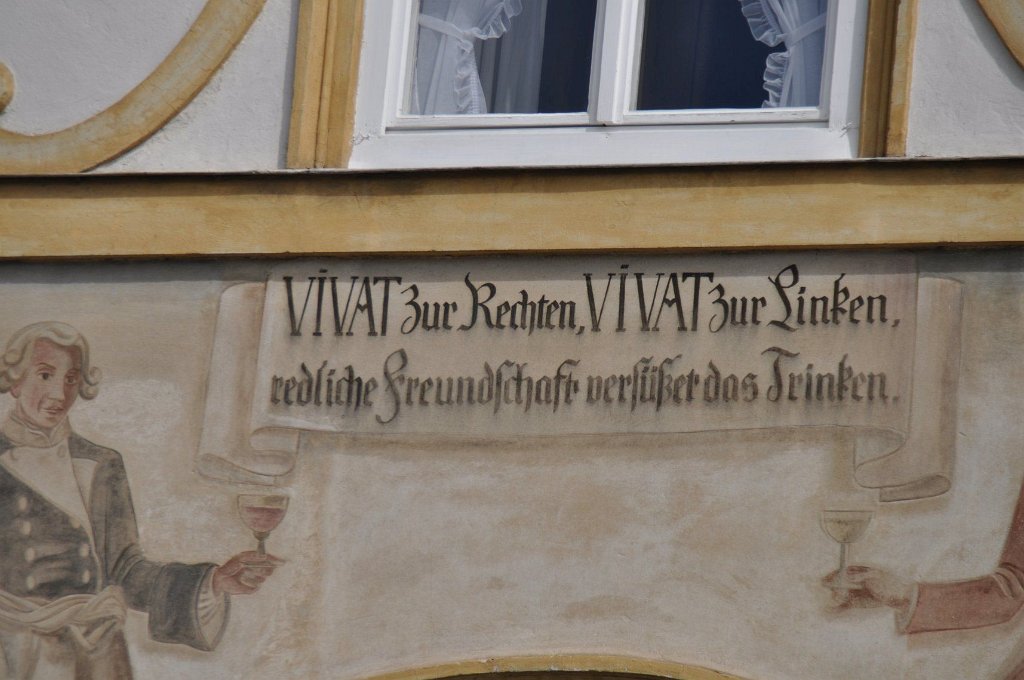 VIVAT zur Rechten, VIVAT zur Linken,
redliche Freundschaft versüßet das Trinken.